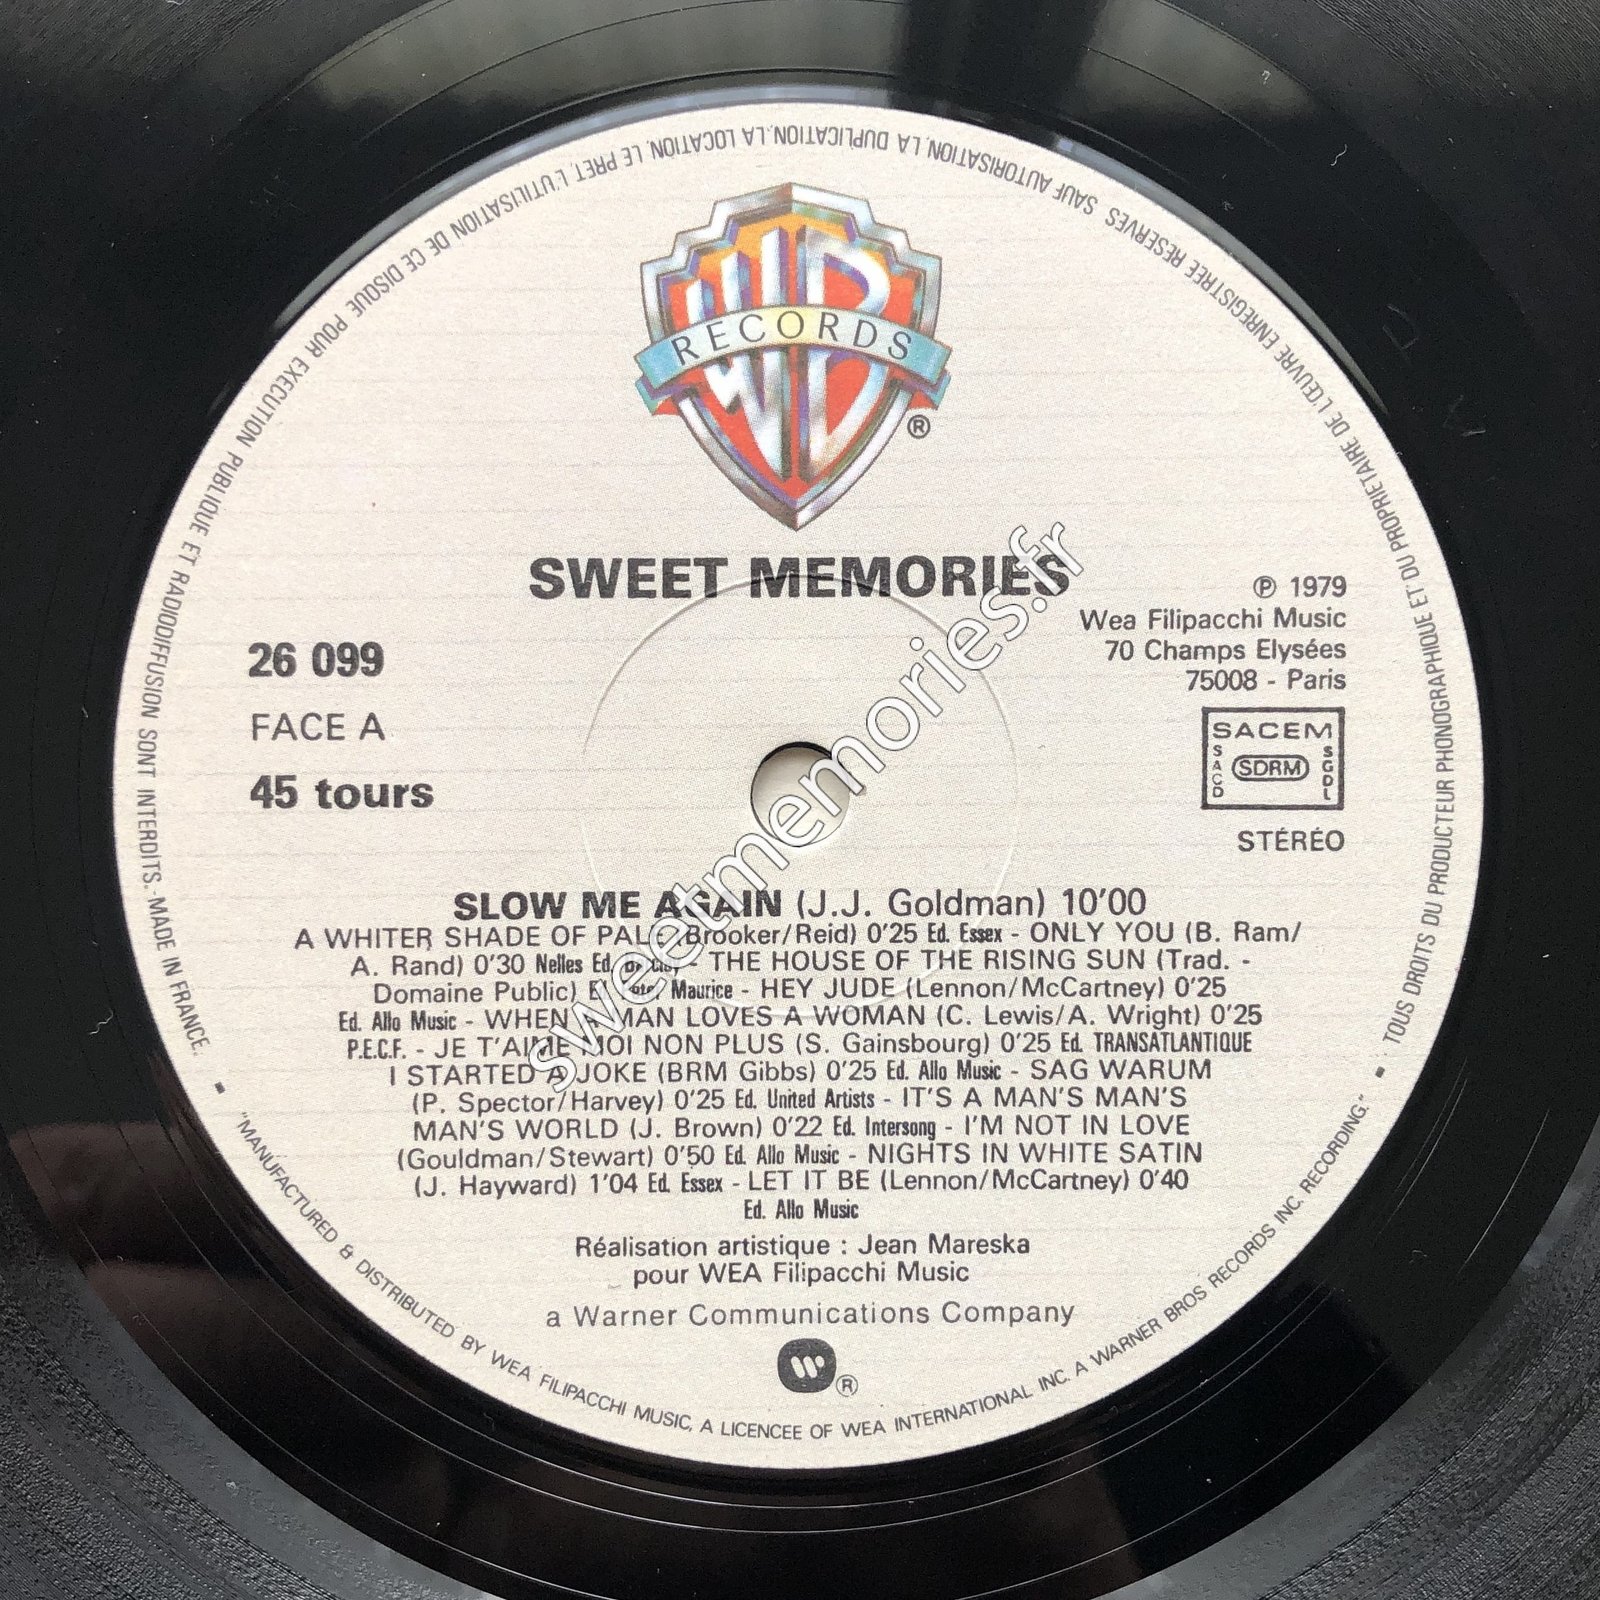 TOUS DROITS DU PRODUCTEUR PHONOGRAPHIQUE ET DU PROPRIETAIRE DE L'ŒUVRE ENREGISTREE RESERVES. SAUF AUTORISATION, LA DUPLICATION, LA LOCATION, LE PRET, L'UTILISATION DE CE DISQUE POUR EXECUTION PUBLIQUE ET RADIODIFFUSION SONT INTERDITS. - MADE IN FRANCE.
WB
RECORDS
®
SWEET MEMORIES
℗ 1979
Wea Filipacchi Music
70 Champs Elysées
75008 - Paris
26 099
FACE A
45 tours
SACEM
SACD
SDRM
SGDL
STÉRÉO
sweetmemories.fr
SLOW ME AGAIN (J.J. Goldman) 10'00
A WHITER SHADE OF PALE (Brooker/Reid) 0'25 Ed. Essex - ONLY YOU (B. Ram/
A. Rand) 0'30 Nelles Ed. - THE HOUSE OF THE RISING SUN (Trad. -
Domaine Public) Maurice - HEY JUDE (Lennon/McCartney) 0'25
Ed. Allo Music - WHEN A MAN LOVES A WOMAN (C. Lewis/A. Wright) 0'25
P.E.C.F. - JE T'AIME MOI NON PLUS (S. Gainsbourg) 0'25 Ed. TRANSATLANTIQUE
I STARTED A JOKE (BRM Gibbs) 0'25 Ed. Allo Music - SAG WARUM
(P. Spector/Harvey) 0'25 Ed. United Artists - IT'S A MAN'S MAN'S
MAN'S WORLD (J. Brown) 0'22 Ed. Intersong - I'M NOT IN LOVE
(Gouldman/Stewart) 0'50 Ed. Allo Music - NIGHTS IN WHITE SATIN
(J. Hayward) 1'04 Ed. Essex - LET IT BE (Lennon/McCartney) 0'40
Ed. Allo Music
Réalisation artistique : Jean Mareska
pour WEA Filipacchi Music
a Warner Communications Company
®
"MANUFACTURED & DISTRIBUTED BY WEA FILIPACCHI MUSIC, A LICENCEE OF WEA INTERNATIONAL INC. A WARNER BROS RECORDS INC. RECORDING."